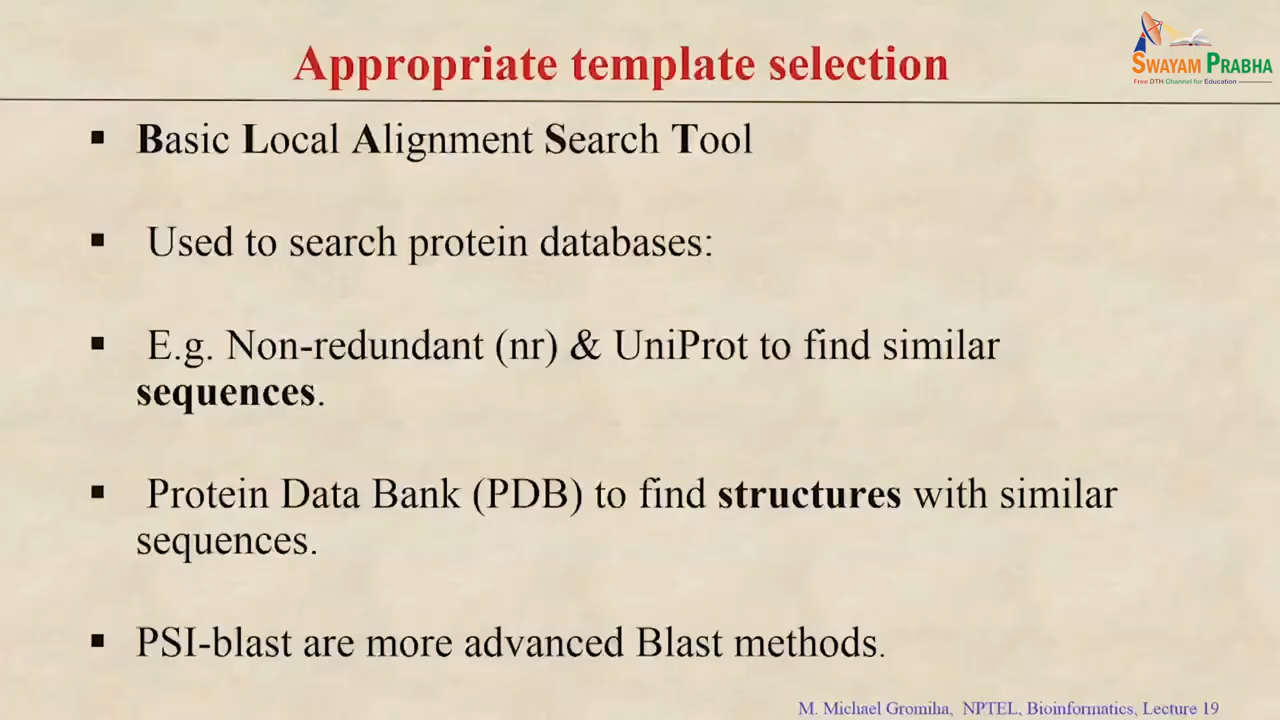 Appropriate template selection
SWAYAM PRABHA
Free DTH Channel for Education
▪ Basic Local Alignment Search Tool
▪ Used to search protein databases:
▪ E.g. Non-redundant (nr) & UniProt to find similar
sequences.
▪ Protein Data Bank (PDB) to find structures with similar
sequences.
▪ PSI-blast are more advanced Blast methods.
M. Michael Gromiha, NPTEL, Bioinformatics, Lecture 19